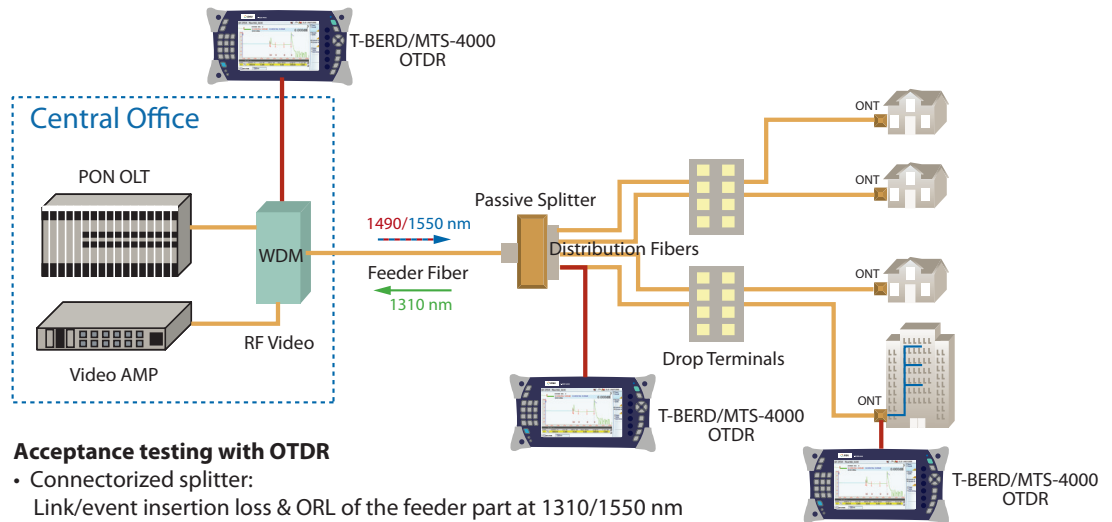 T-BERD/MTS-4000
OTDR
Central Office
PON OLT
WDM
RF Video
Video AMP
1490/1550 nm
Feeder Fiber
1310 nm
Passive Splitter
Distribution Fibers
Drop Terminals
ONT
ONT
ONT
ONT
T-BERD/MTS-4000
OTDR
T-BERD/MTS-4000
OTDR
Acceptance testing with OTDR
• Connectorized splitter:
Link/event insertion loss & ORL of the feeder part at 1310/1550 nm